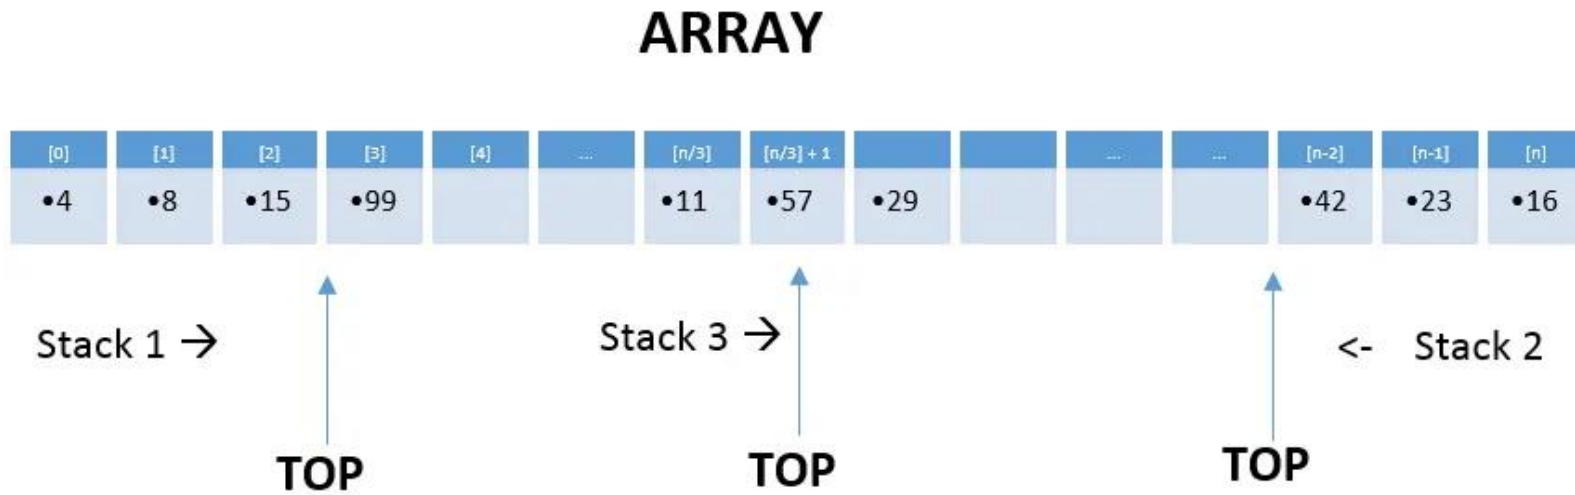 ARRAY
[0] [1] [2] [3] [4] ... [n/3] [n/3] + 1 ... ... [n-2] [n-1] [n]
•4 •8 •15 •99 •11 •57 •29 •42 •23 •16
Stack 1 → Stack 3 → <- Stack 2
TOP TOP TOP